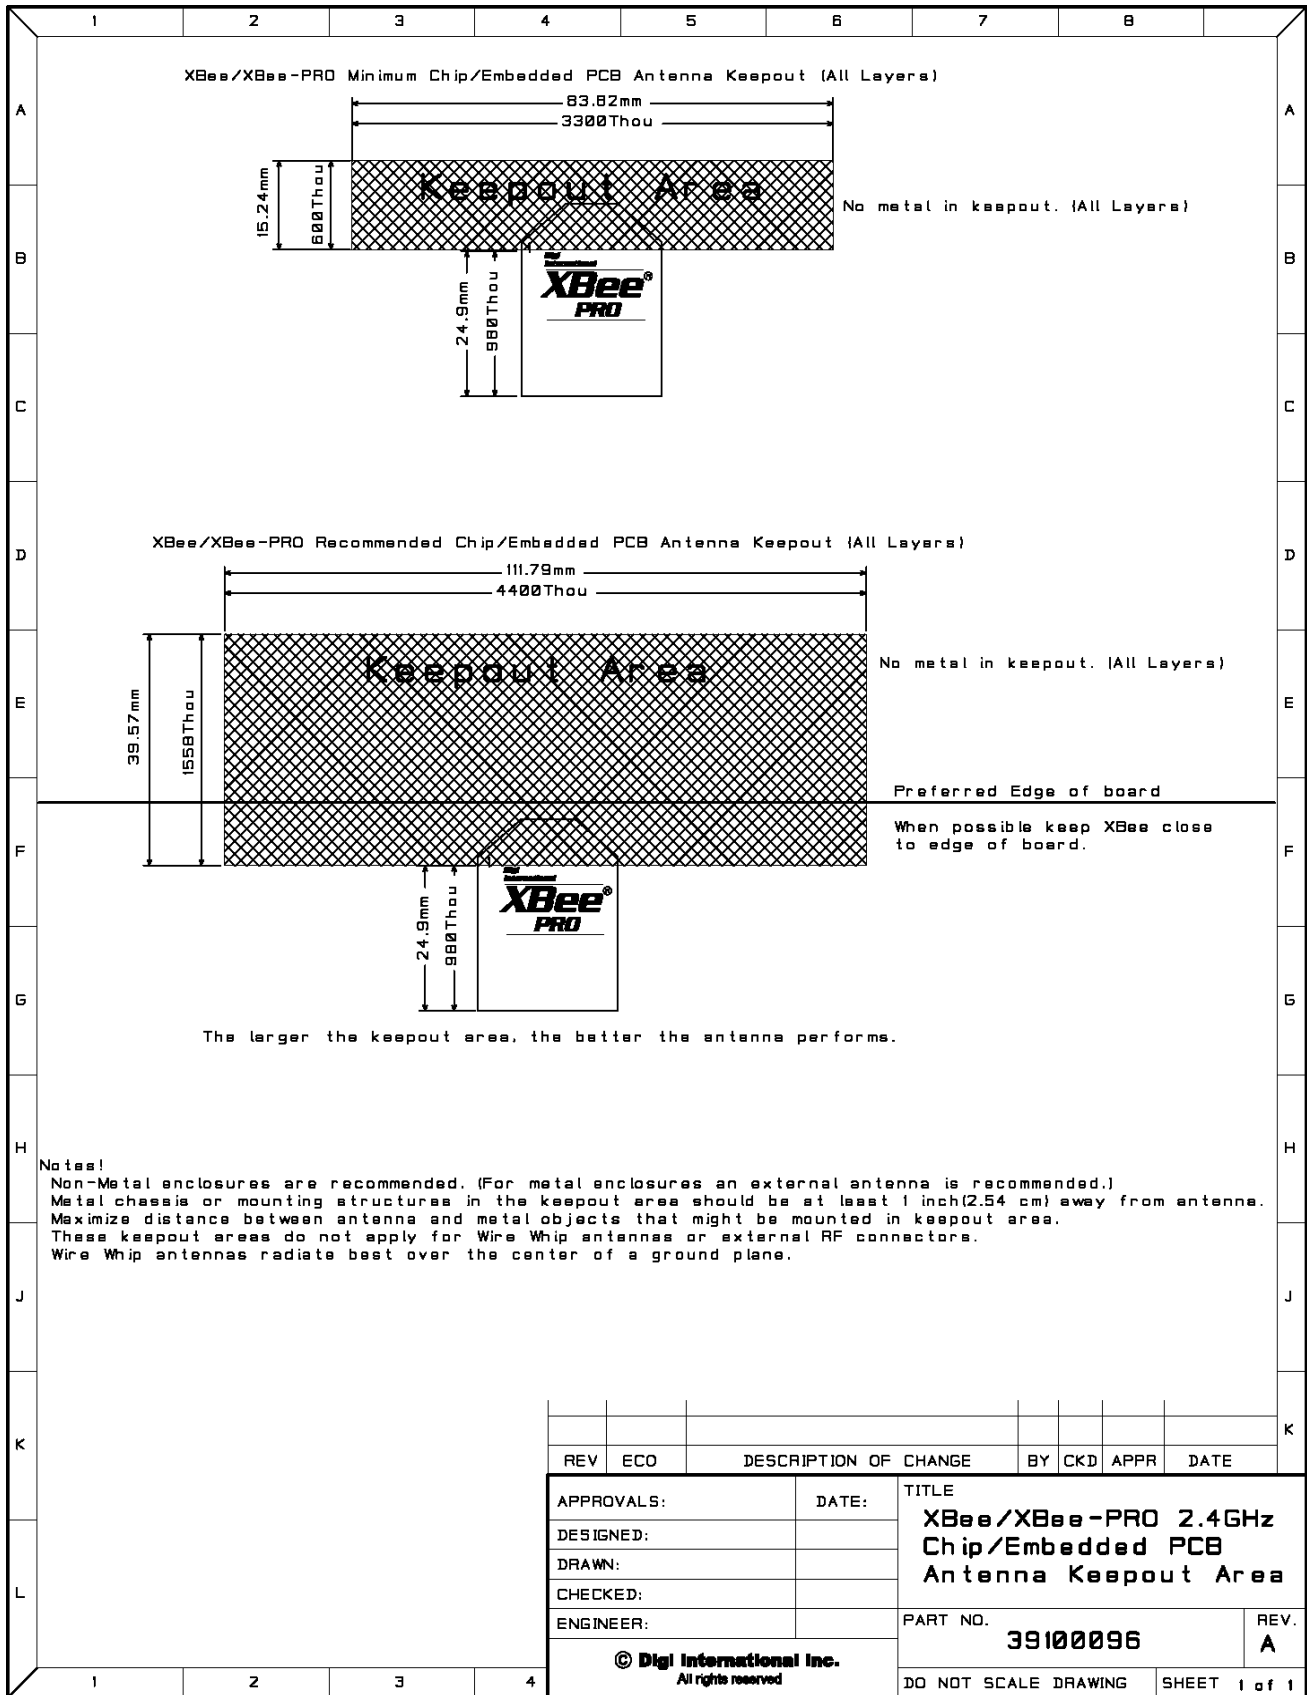 1 2 3 4 5 6 7 8
A
B
C
D
E
F
G
H
J
K
L
XBee/XBee-PRO Minimum Chip/Embedded PCB Antenna Keepout (All Layers)
83.82mm
3300Thou
15.24mm
600Thou
Keepout Area
No metal in keepout. (All Layers)
Digi
International
XBee®
PRO
24.9mm
980Thou
XBee/XBee-PRO Recommended Chip/Embedded PCB Antenna Keepout (All Layers)
111.79mm
4400Thou
39.57mm
1558Thou
Keepout Area
No metal in keepout. (All Layers)
Preferred Edge of board
When possible keep XBee close
to edge of board.
Digi
International
XBee®
PRO
24.9mm
980Thou
The larger the keepout area, the better the antenna performs.
Notes!
Non-Metal enclosures are recommended. (For metal enclosures an external antenna is recommended.)
Metal chassis or mounting structures in the keepout area should be at least 1 inch(2.54 cm) away from antenna.
Maximize distance between antenna and metal objects that might be mounted in keepout area.
These keepout areas do not apply for Wire Whip antennas or external RF connectors.
Wire Whip antennas radiate best over the center of a ground plane.
A
B
C
D
E
F
G
H
J
K
REV ECO DESCRIPTION OF CHANGE BY CKD APPR DATE
APPROVALS: DATE:
DESIGNED:
DRAWN:
CHECKED:
ENGINEER:
© Digi International Inc.
All rights reserved
TITLE
XBee/XBee-PRO 2.4GHz
Chip/Embedded PCB
Antenna Keepout Area
PART NO.
39100096
REV.
A
DO NOT SCALE DRAWING
SHEET 1 of 1
1 2 3 4